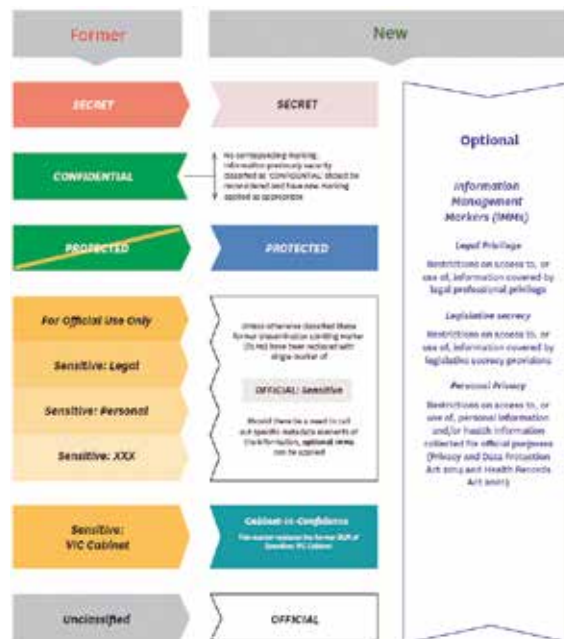 Former
New
SECRET
SECRET
CONFIDENTIAL
No corresponding marking.
Information previously security
classified as 'CONFIDENTIAL' should be
reconsidered and have new marking
applied as appropriate
PROTECTED
PROTECTED
For Official Use Only
Sensitive: Legal
Sensitive: Personal
Sensitive: XXX
Unless otherwise classified these
former dissemination limiting marker
have been replaced with
single marker of
OFFICIAL: Sensitive
Should there be a need to call
out specific metadata elements of
the information, optional IMMs
can be applied
Sensitive:
VIC Cabinet
Cabinet-In-Confidence
This marker replaces the former DLM of
Sensitive: VIC Cabinet
Unclassified
OFFICIAL
Optional
Information
Management
Markers (IMMs)
Legal Privilege
Restrictions on access to, or
use of, information covered by
legal professional privilege
Legislative secrecy
Restrictions on access to, or
use of, information covered by
legislative secrecy provisions
Personal Privacy
Restrictions on access to, or
use of, personal information
and/or health information
collected for official purposes
(Privacy and Data Protection
Act 2014 and Health Records
Act 2001)